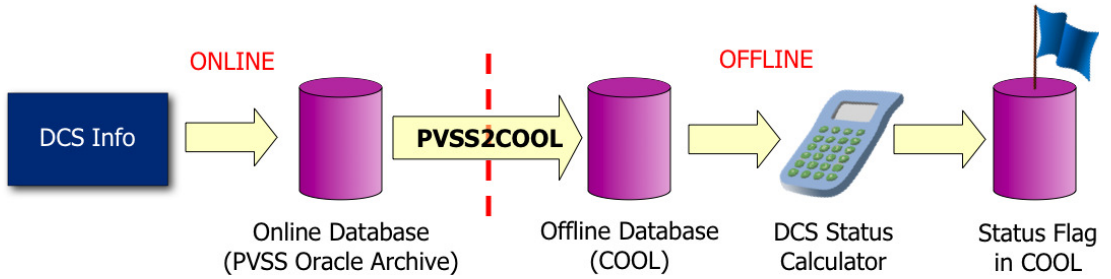 ONLINE
OFFLINE
DCS Info
PVSS2COOL
Online Database
(PVSS Oracle Archive)
Offline Database
(COOL)
DCS Status
Calculator
Status Flag
in COOL